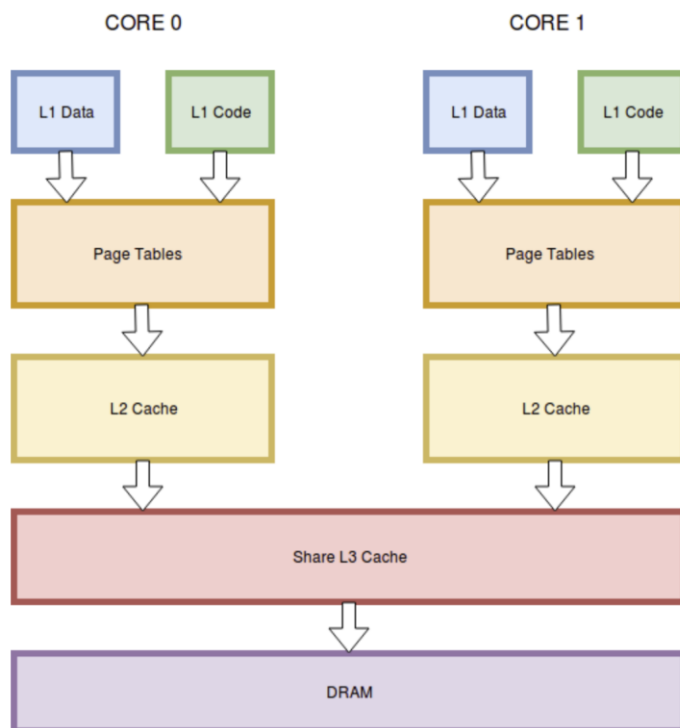 CORE 0
CORE 1
L1 Data
L1 Code
L1 Data
L1 Code
Page Tables
Page Tables
L2 Cache
L2 Cache
Share L3 Cache
DRAM